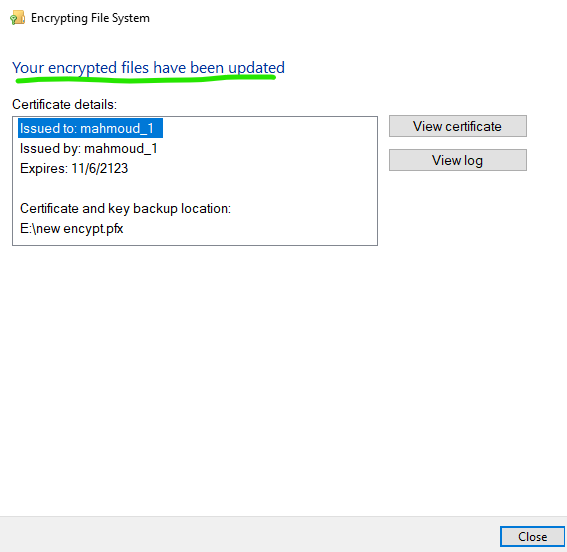 Encrypting File System
Your encrypted files have been updated
Certificate details:
Issued to: mahmoud_1
Issued by: mahmoud_1
Expires: 11/6/2123
Certificate and key backup location:
E:\new encypt.pfx
View certificate
View log
Close